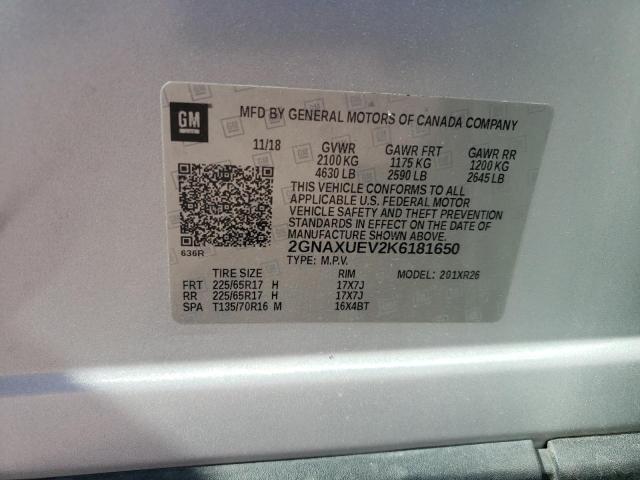 GM
MFD BY GENERAL MOTORS OF CANADA COMPANY
11/18 GVWR GAWR FRT GAWR RR
2100 KG 1175 KG 1200 KG
4630 LB 2590 LB 2645 LB
THIS VEHICLE CONFORMS TO ALL
APPLICABLE U.S. FEDERAL MOTOR
VEHICLE SAFETY AND THEFT PREVENTION
STANDARDS IN EFFECT ON THE DATE OF
MANUFACTURE SHOWN ABOVE.
636R
2GNAXUEV2K6181650
TYPE: M.P.V. MODEL: 201XR26
TIRE SIZE RIM
FRT 225/65R17 H 17X7J
RR 225/65R17 H 17X7J
SPA T135/70R16 M 16X4BT